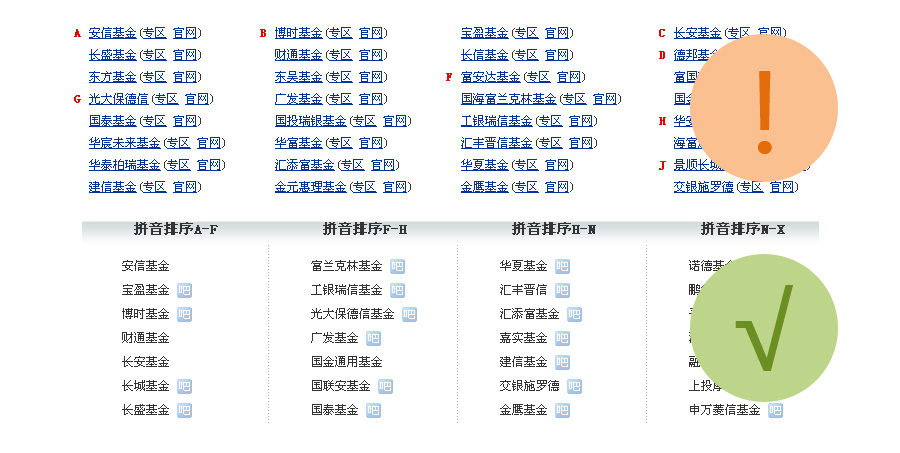 A 安信基金(专区 官网) B 博时基金(专区 官网) 宝盈基金(专区 官网) C 长安基金(专区 官网)
长盛基金(专区 官网) 财通基金(专区 官网) 长信基金(专区 官网) D 德邦基金
东方基金(专区 官网) 东吴基金(专区 官网) F 富安达基金(专区 官网) 富国
G 光大保德信(专区 官网) 广发基金(专区 官网) 国海富兰克林基金(专区 官网) 国金
国泰基金(专区 官网) 国投瑞银基金(专区 官网) 工银瑞信基金(专区 官网) H 华安
华宸未来基金(专区 官网) 华富基金(专区 官网) 汇丰晋信基金(专区 官网) 海富
华泰柏瑞基金(专区 官网) 汇添富基金(专区 官网) 华夏基金(专区 官网) J 景顺长城
建信基金(专区 官网) 金元惠理基金(专区 官网) 金鹰基金(专区 官网) 交银施罗德(专区 官网)
!
拼音排序A-F 拼音排序F-H 拼音排序H-N 拼音排序N-X
安信基金 富兰克林基金 吧 华夏基金 吧 诺德基金
宝盈基金 吧 工银瑞信基金 吧 汇丰晋信 吧
博时基金 吧 光大保德信基金 吧 汇添富基金 吧
财通基金 广发基金 吧 嘉实基金 吧
长安基金 国金通用基金 建信基金 吧 融
长城基金 吧 国联安基金 吧 交银施罗德 吧 上投摩
长盛基金 吧 国泰基金 吧 金鹰基金 吧 申万菱信基金 吧
√